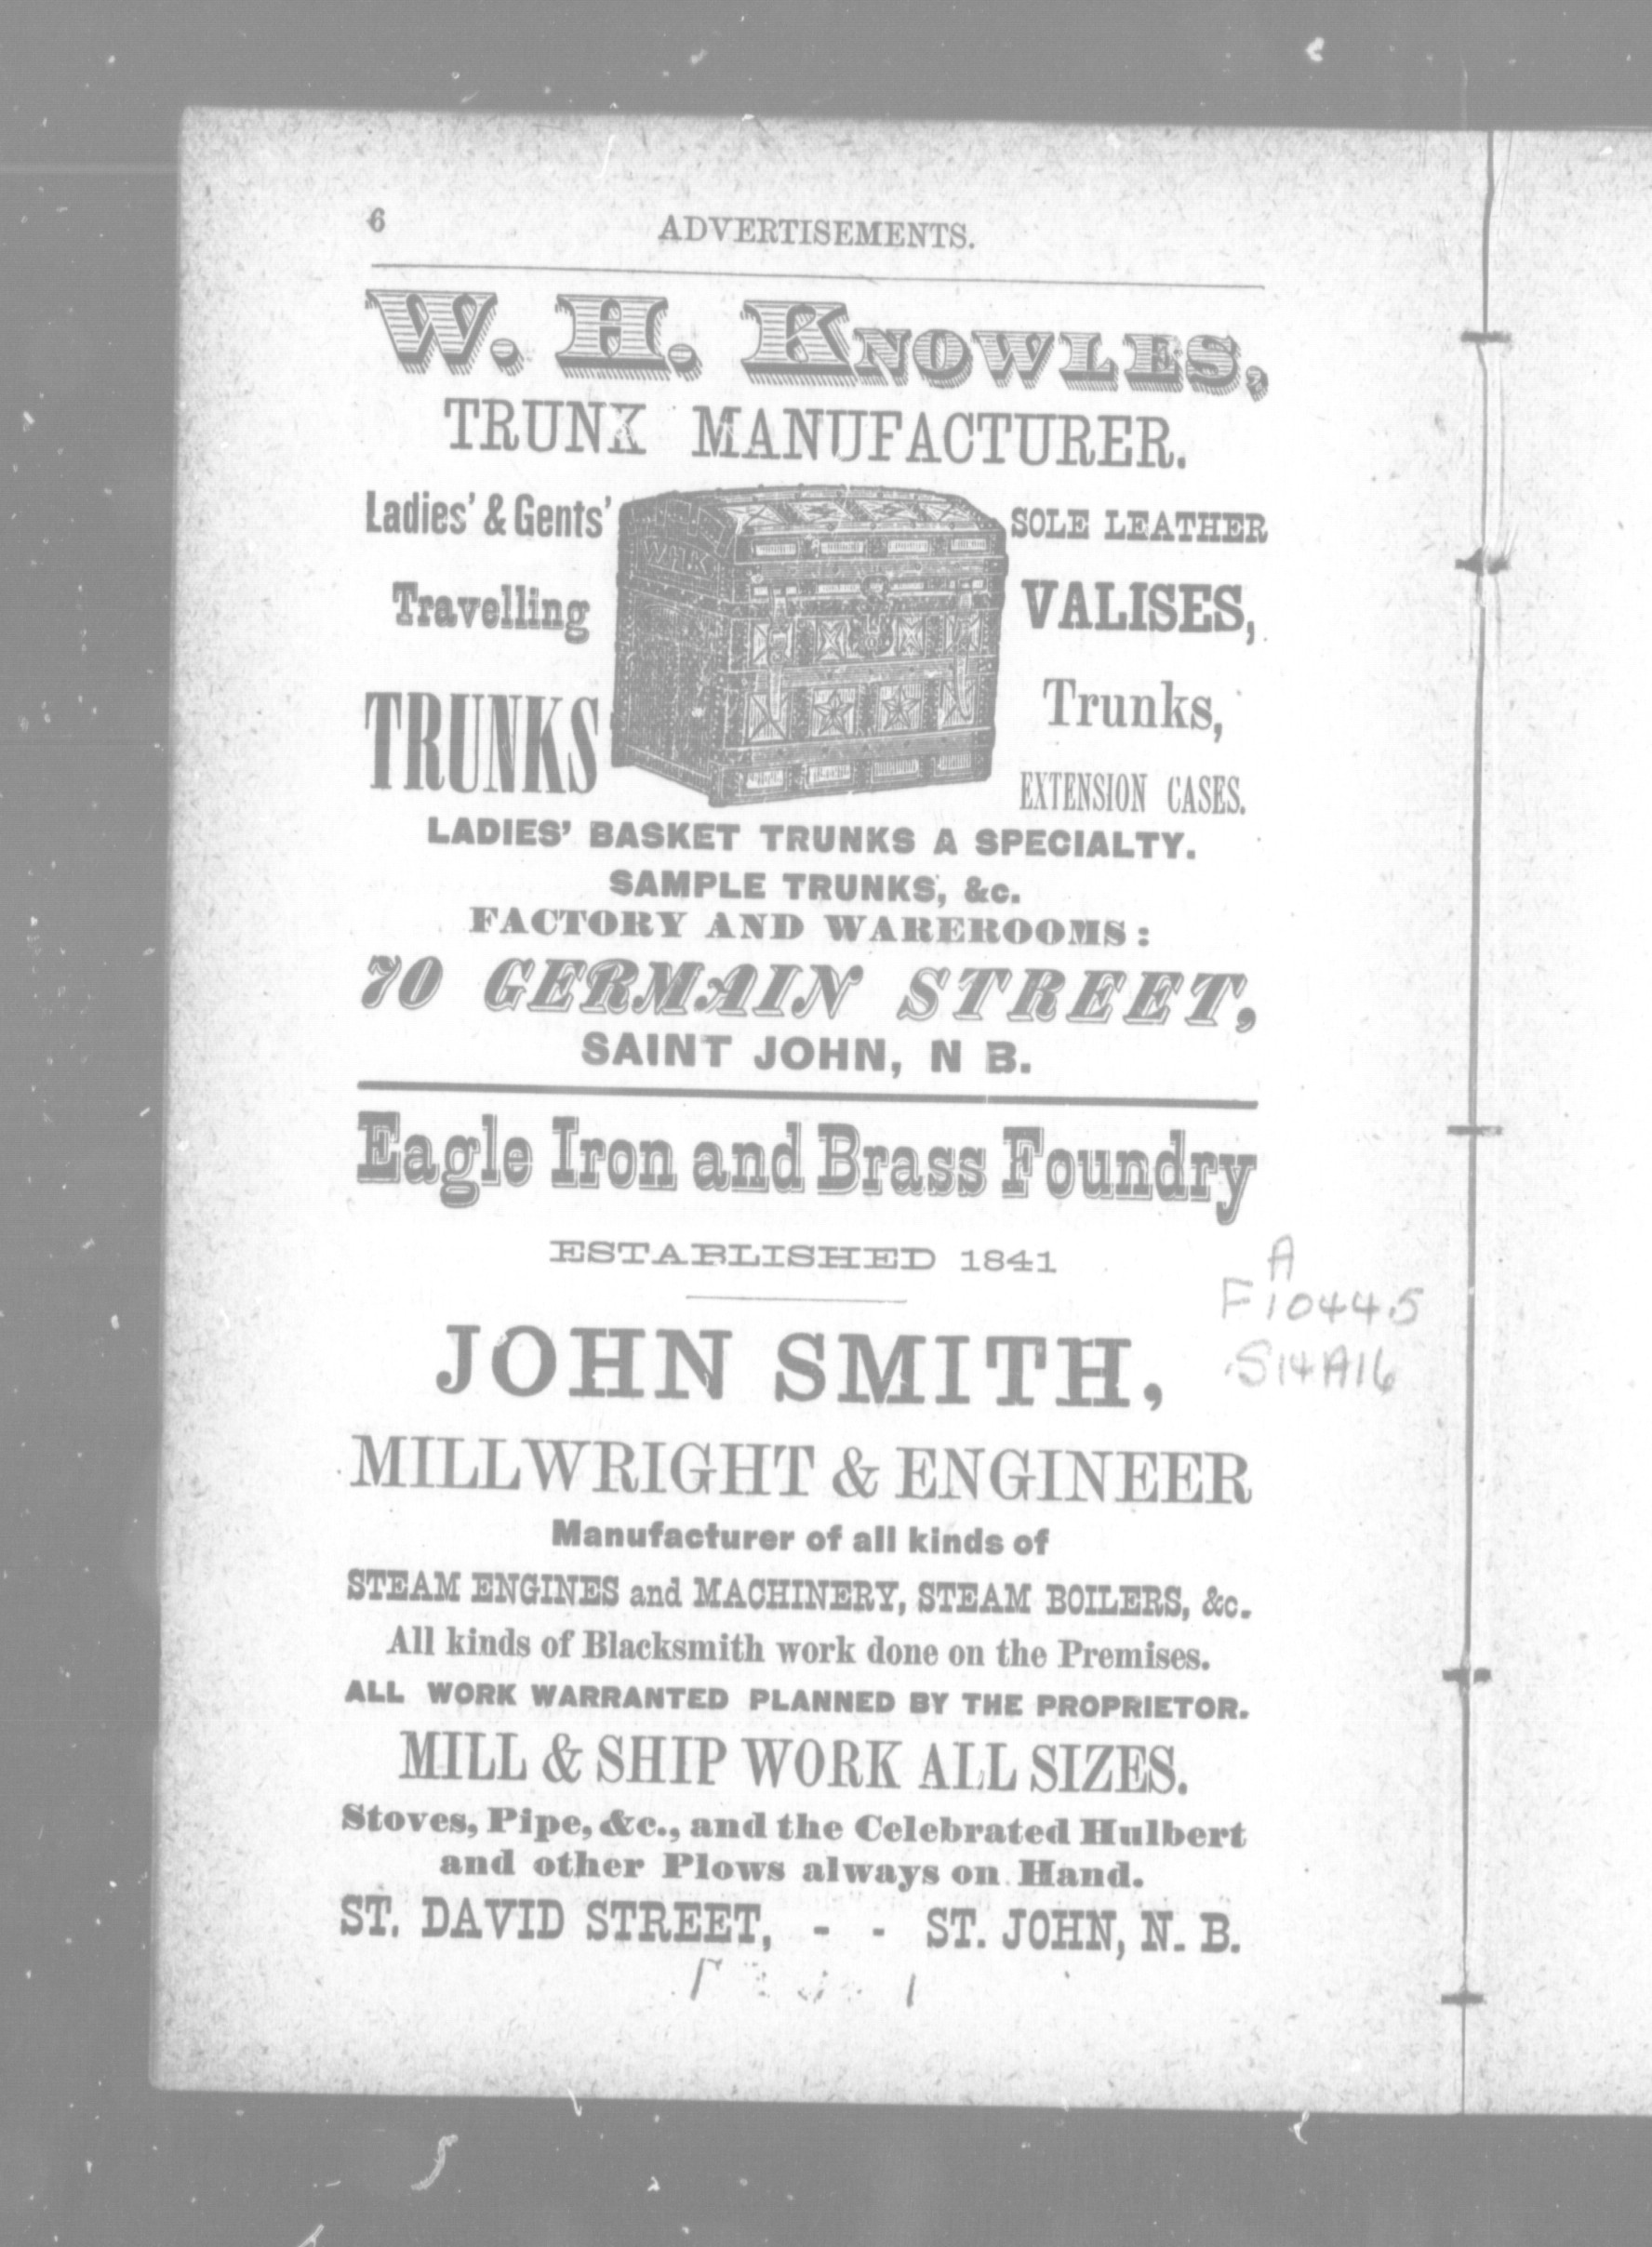 6
ADVERTISEMENTS.
W. H. KNOWLES,
TRUNK MANUFACTURER.
Ladies' & Gents'
Travelling
TRUNKS
WHK
SOLE LEATHER
VALISES,
Trunks,
EXTENSION CASES.
LADIES' BASKET TRUNKS A SPECIALTY.
SAMPLE TRUNKS, &c.
FACTORY AND WAREROOMS:
70 GERMAIN STREET,
SAINT JOHN, N B.
Eagle Iron and Brass Foundry
ESTABLISHED 1841
JOHN SMITH,
MILLWRIGHT & ENGINEER
Manufacturer of all kinds of
STEAM ENGINES and MACHINERY, STEAM BOILERS, &c.
All kinds of Blacksmith work done on the Premises.
ALL WORK WARRANTED PLANNED BY THE PROPRIETOR.
MILL & SHIP WORK ALL SIZES.
Stoves, Pipe, &c., and the Celebrated Hulbert
and other Plows always on Hand.
ST. DAVID STREET, - - ST. JOHN, N. B.
A
F1044.5
.S14A16